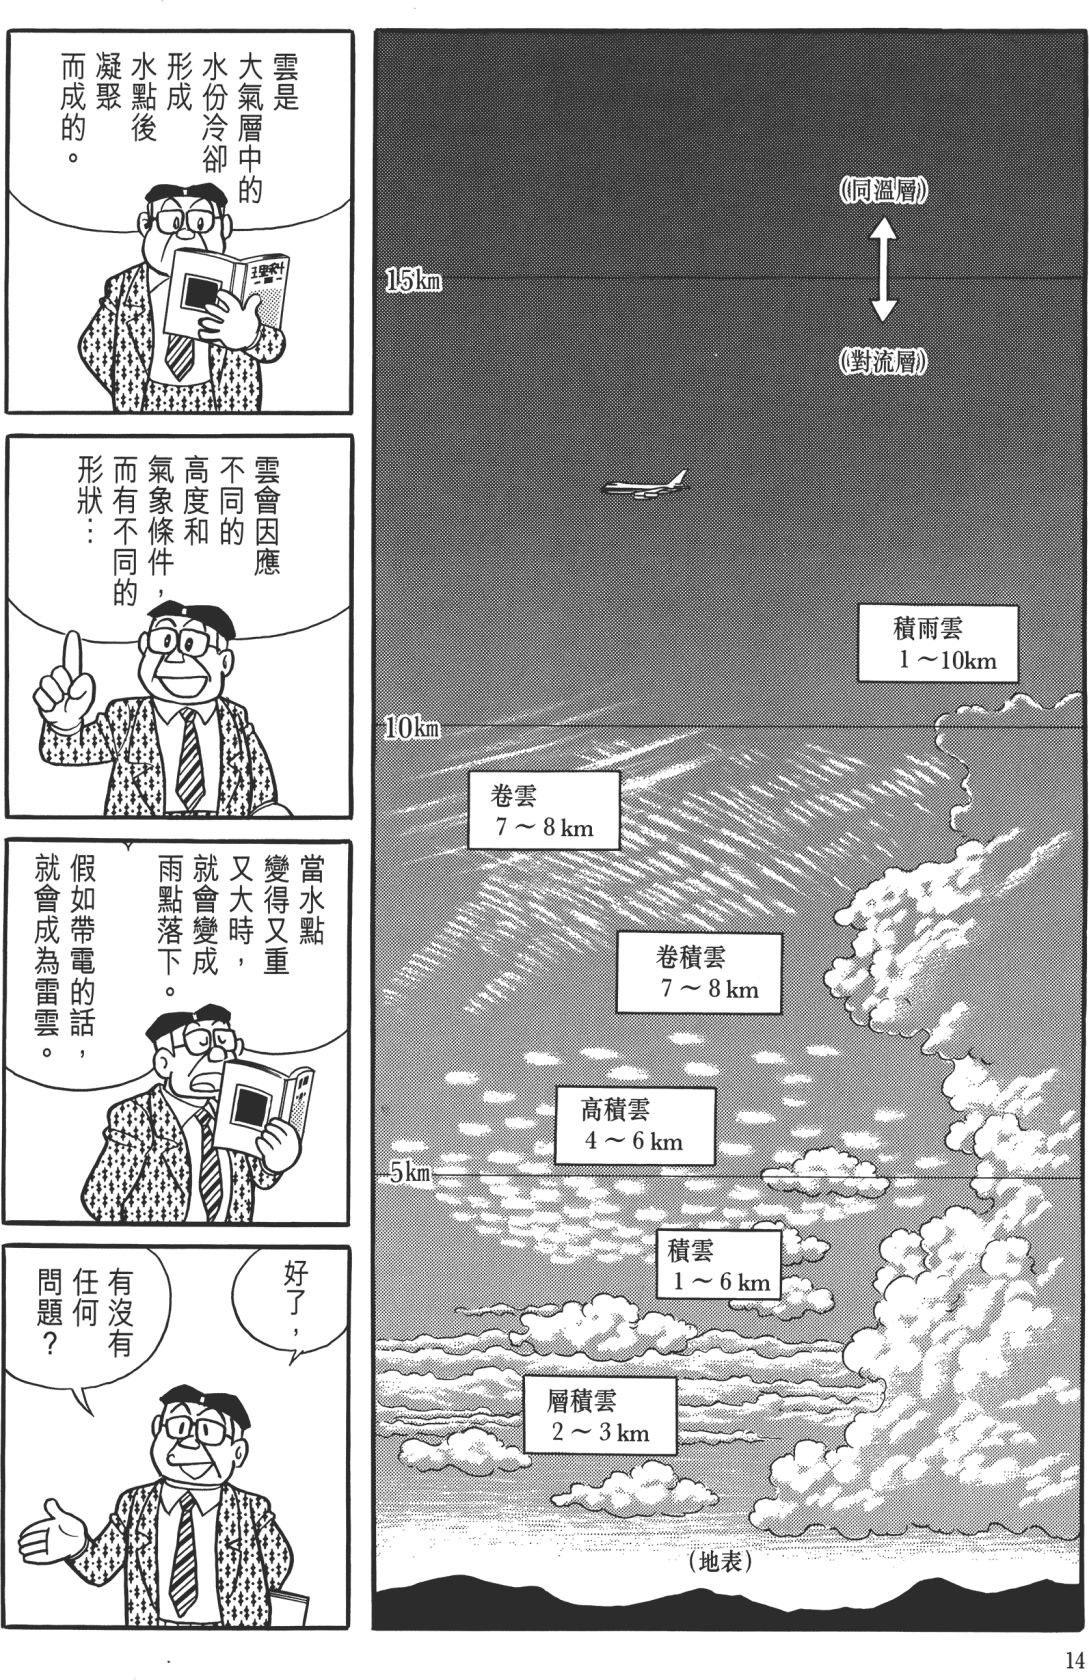 (同溫層)
15km
(對流層)
積雨雲
1～10km
10km
卷雲
7～8km
卷積雲
7～8km
高積雲
4～6km
5km
積雲
1～6km
層積雲
2～3km
(地表)
雲是
大氣層中的
水份冷卻
形成
水點後
凝聚
而成的。
理科
雲會因應
不同的
高度和
氣象條件，
而有不同的
形狀…
當水點
變得又重
又大時，
就會變成
雨點落下。
假如帶電的話，
就會成為雷雲。
好了，
有沒有
任何
問題？
14